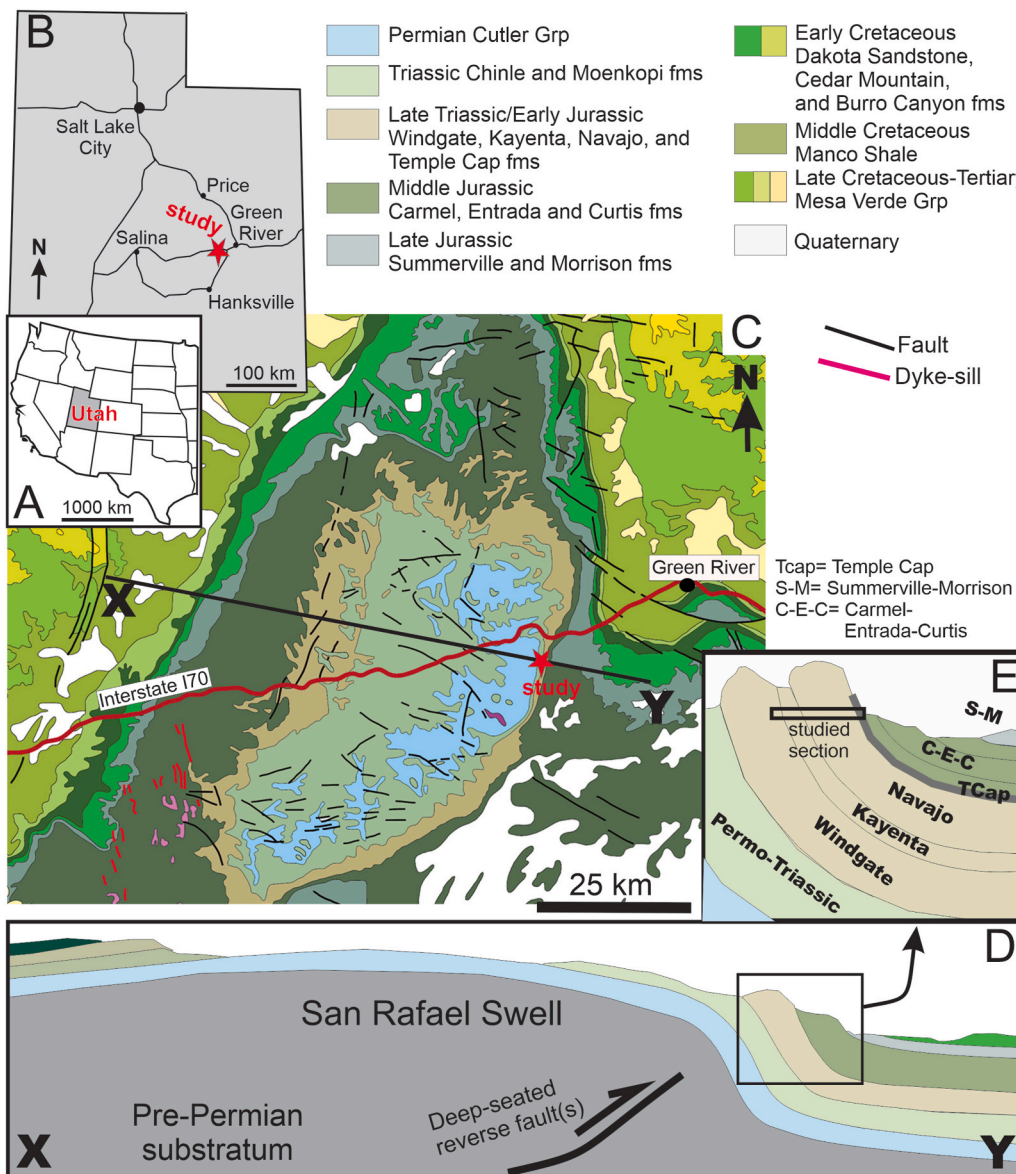 B
Salt Lake
City
Price
study
Green
River
Salina
N
Hanksville
100 km
Permian Cutler Grp
Triassic Chinle and Moenkopi fms
Late Triassic/Early Jurassic
Windgate, Kayenta, Navajo, and
Temple Cap fms
Middle Jurassic
Carmel, Entrada and Curtis fms
Late Jurassic
Summerville and Morrison fms
Early Cretaceous
Dakota Sandstone,
Cedar Mountain,
and Burro Canyon fms
Middle Cretaceous
Manco Shale
Late Cretaceous-Tertiary
Mesa Verde Grp
Quaternary
Fault
Dyke-sill
Utah
A
1000 km
C
N
X
Interstate I70
Green River
study
Y
25 km
Tcap= Temple Cap
S-M= Summerville-Morrison
C-E-C= Carmel-
Entrada-Curtis
E
S-M
studied
section
C-E-C
TCap
Navajo
Kayenta
Windgate
Permo-Triassic
D
San Rafael Swell
Deep-seated
reverse fault(s)
Pre-Permian
substratum
X
Y